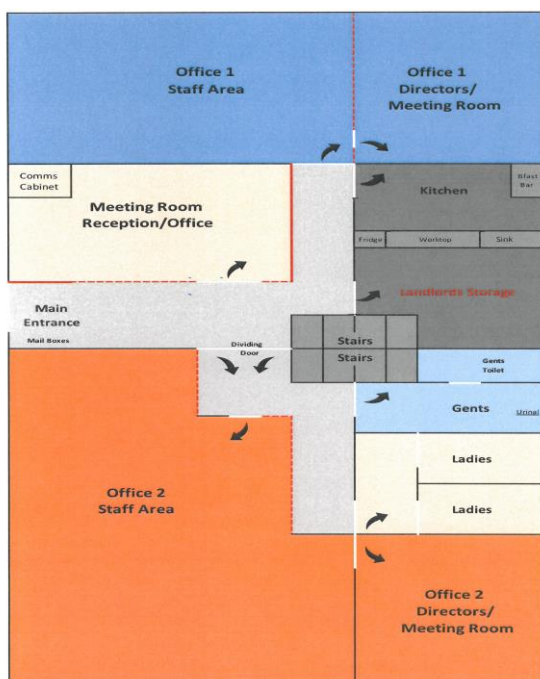 Office 1
Staff Area
Office 1
Directors/
Meeting Room
Comms
Cabinet
Meeting Room
Reception/Office
Kitchen
Blast
Bar
Fridge
Worktop
Sink
Main
Entrance
Mail Boxes
Landlords Storage
Dividing
Door
Stairs
Stairs
Gents
Toilet
Gents
Urinal
Ladies
Ladies
Office 2
Staff Area
Office 2
Directors/
Meeting Room